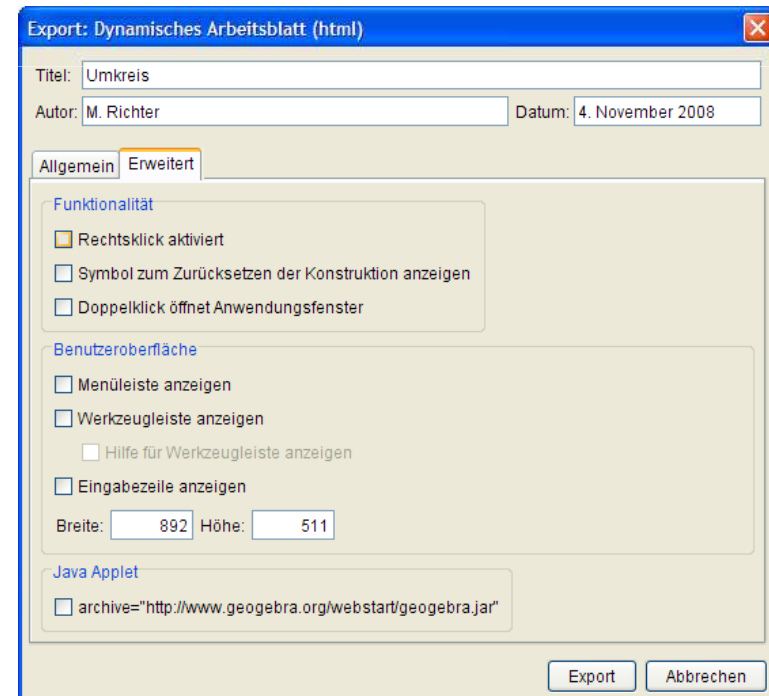 Export: Dynamisches Arbeitsblatt (html)
Titel: Umkreis
Autor: M. Richter Datum: 4. November 2008
Allgemein Erweitert
Funktionalität
Rechtsklick aktiviert
Symbol zum Zurücksetzen der Konstruktion anzeigen
Doppelklick öffnet Anwendungsfenster
Benutzeroberfläche
Menüleiste anzeigen
Werkzeugleiste anzeigen
Hilfe für Werkzeugleiste anzeigen
Eingabezeile anzeigen
Breite: 892 Höhe: 511
Java Applet
archive="http://www.geogebra.org/webstart/geogebra.jar"
Export Abbrechen